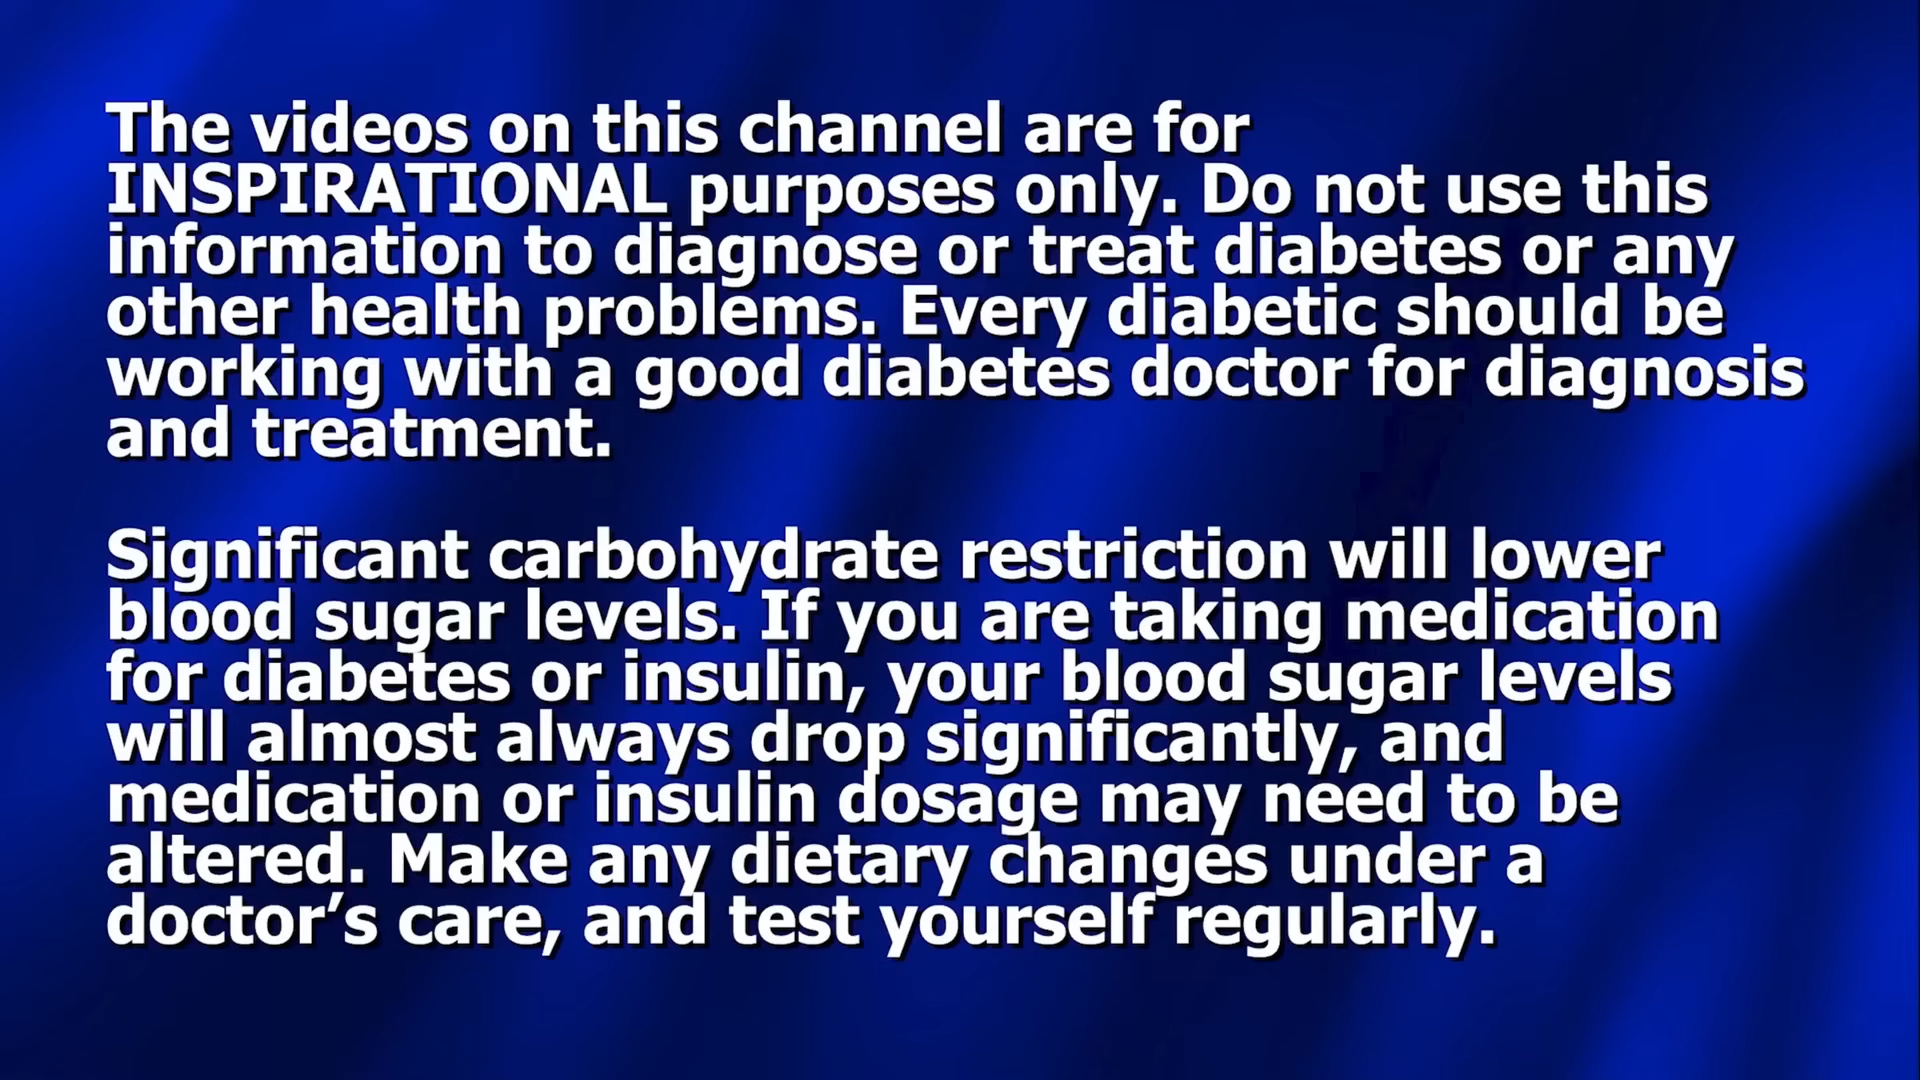 The videos on this channel are for
INSPIRATIONAL purposes only. Do not use this
information to diagnose or treat diabetes or any
other health problems. Every diabetic should be
working with a good diabetes doctor for diagnosis
and treatment.
Significant carbohydrate restriction will lower
blood sugar levels. If you are taking medication
for diabetes or insulin, your blood sugar levels
will almost always drop significantly, and
medication or insulin dosage may need to be
altered. Make any dietary changes under a
doctor’s care, and test yourself regularly.